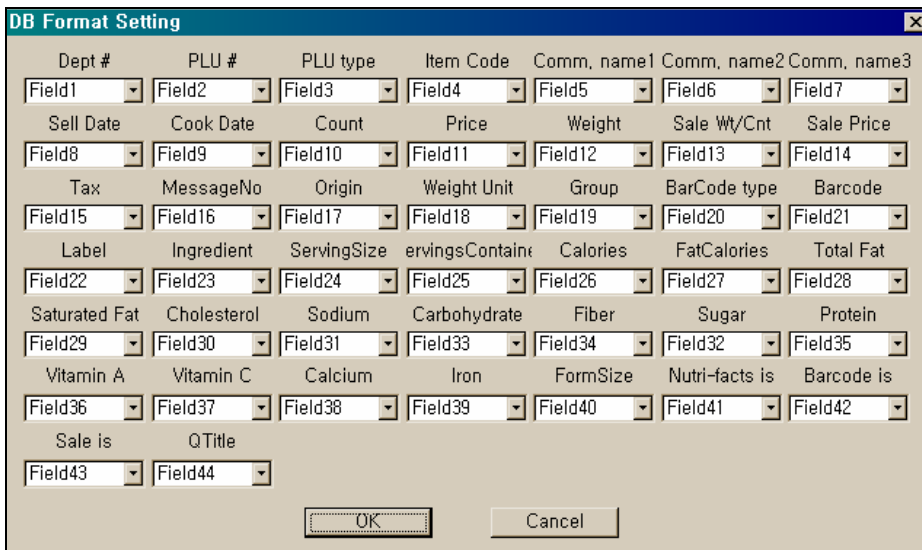 DB Format Setting
Dept # PLU # PLU type Item Code Comm, name1 Comm, name2 Comm, name3
Field1 Field2 Field3 Field4 Field5 Field6 Field7
Sell Date Cook Date Count Price Weight Sale Wt/Cnt Sale Price
Field8 Field9 Field10 Field11 Field12 Field13 Field14
Tax MessageNo Origin Weight Unit Group BarCode type Barcode
Field15 Field16 Field17 Field18 Field19 Field20 Field21
Label Ingredient ServingSize ervingsContaine Calories FatCalories Total Fat
Field22 Field23 Field24 Field25 Field26 Field27 Field28
Saturated Fat Cholesterol Sodium Carbohydrate Fiber Sugar Protein
Field29 Field30 Field31 Field33 Field34 Field32 Field35
Vitamin A Vitamin C Calcium Iron FormSize Nutri-facts is Barcode is
Field36 Field37 Field38 Field39 Field40 Field41 Field42
Sale is QTitle
Field43 Field44
OK Cancel